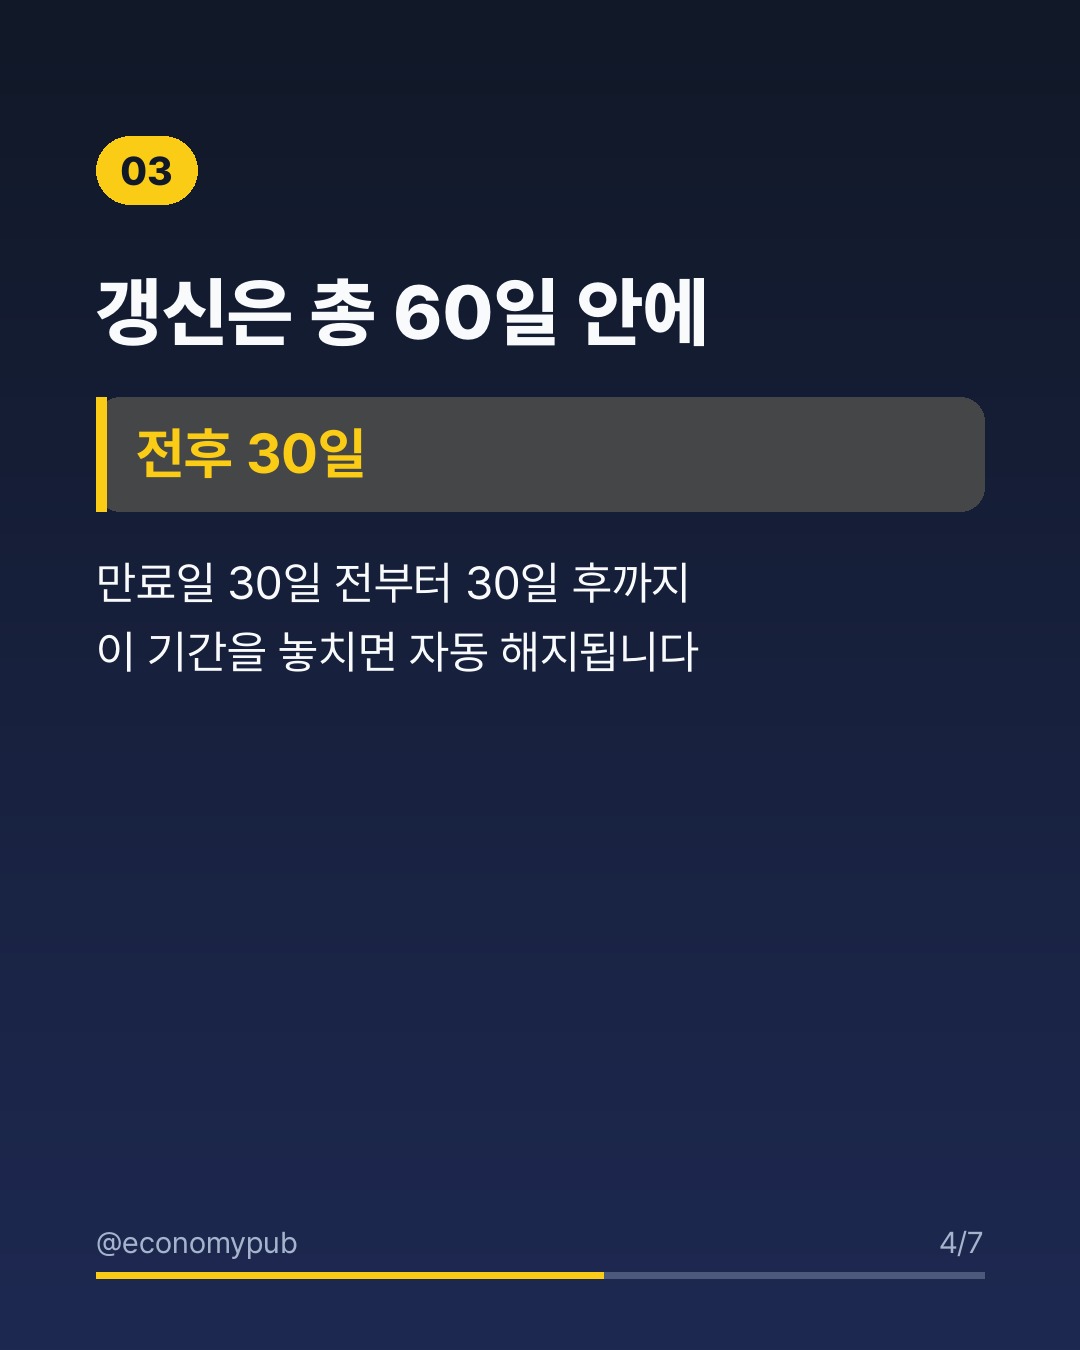 03
갱신은 총 60일 안에
전후 30일
만료일 30일 전부터 30일 후까지
이 기간을 놓치면 자동 해지됩니다
@economypub
4/7